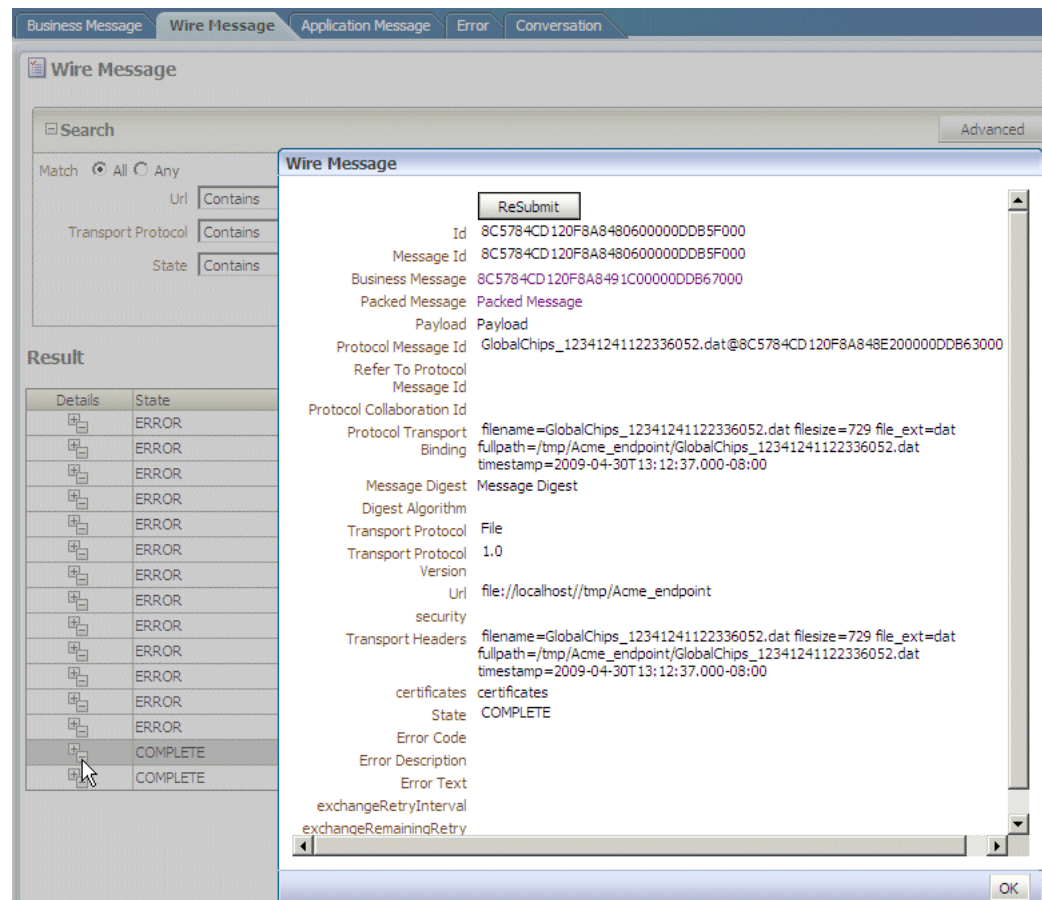 Business Message Wire Message Application Message Error Conversation
Wire Message
Search Advanced
Match All Any
Url Contains
Transport Protocol Contains
State Contains
Result
Details State
ERROR
ERROR
ERROR
ERROR
ERROR
ERROR
ERROR
ERROR
ERROR
ERROR
ERROR
ERROR
ERROR
COMPLETE
COMPLETE
Wire Message
ReSubmit
Id 8C5784CD120F8A8480600000DDB5F000
Message Id 8C5784CD120F8A8480600000DDB5F000
Business Message 8C5784CD120F8A8491C00000DDB67000
Packed Message Packed Message
Payload Payload
Protocol Message Id GlobalChips_12341241122336052.dat@8C5784CD120F8A848E200000DDB63000
Refer To Protocol
Message Id
Protocol Collaboration Id
Protocol Transport filename=GlobalChips_12341241122336052.dat filesize=729 file_ext=dat
Binding fullpath=/tmp/Acme_endpoint/GlobalChips_12341241122336052.dat
timestamp=2009-04-30T13:12:37.000-08:00
Message Digest Message Digest
Digest Algorithm
Transport Protocol File
Transport Protocol 1.0
Version
Url file://localhost//tmp/Acme_endpoint
security
Transport Headers filename=GlobalChips_12341241122336052.dat filesize=729 file_ext=dat
fullpath=/tmp/Acme_endpoint/GlobalChips_12341241122336052.dat
timestamp=2009-04-30T13:12:37.000-08:00
certificates certificates
State COMPLETE
Error Code
Error Description
Error Text
exchangeRetryInterval
exchangeRemainingRetry
OK